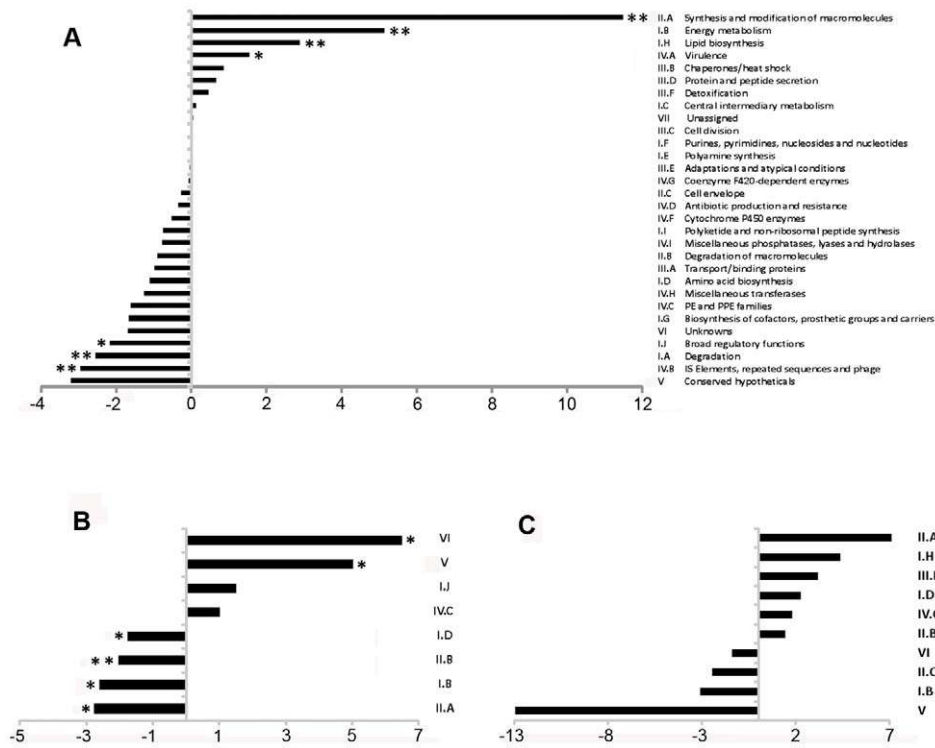 A
** II.A Synthesis and modification of macromolecules
** I.B Energy metabolism
** I.H Lipid biosynthesis
* IV.A Virulence
III.B Chaperones/heat shock
III.D Protein and peptide secretion
III.F Detoxification
I.C Central intermediary metabolism
VII Unassigned
III.C Cell division
I.F Purines, pyrimidines, nucleosides and nucleotides
I.E Polyamine synthesis
III.E Adaptations and atypical conditions
IV.G Coenzyme F420-dependent enzymes
II.C Cell envelope
IV.D Antibiotic production and resistance
IV.F Cytochrome P450 enzymes
I.I Polyketide and non-ribosomal peptide synthesis
IV.I Miscellaneous phosphatases, lyases and hydrolases
II.B Degradation of macromolecules
III.A Transport/binding proteins
I.D Amino acid biosynthesis
IV.H Miscellaneous transferases
IV.C PE and PPE families
I.G Biosynthesis of cofactors, prosthetic groups and carriers
VI Unknowns
* I.J Broad regulatory functions
** I.A Degradation
** IV.B IS Elements, repeated sequences and phage
V Conserved hypotheticals
-4 -2 0 2 4 6 8 10 12
B
VI
*
V
*
I.J
IV.C
* I.D
** II.B
* I.B
* II.A
-5 -3 -1 1 3 5 7
C
II.A
I.H
I.D
II.B
VI
I.B
V
-13 -8 -3 2 7